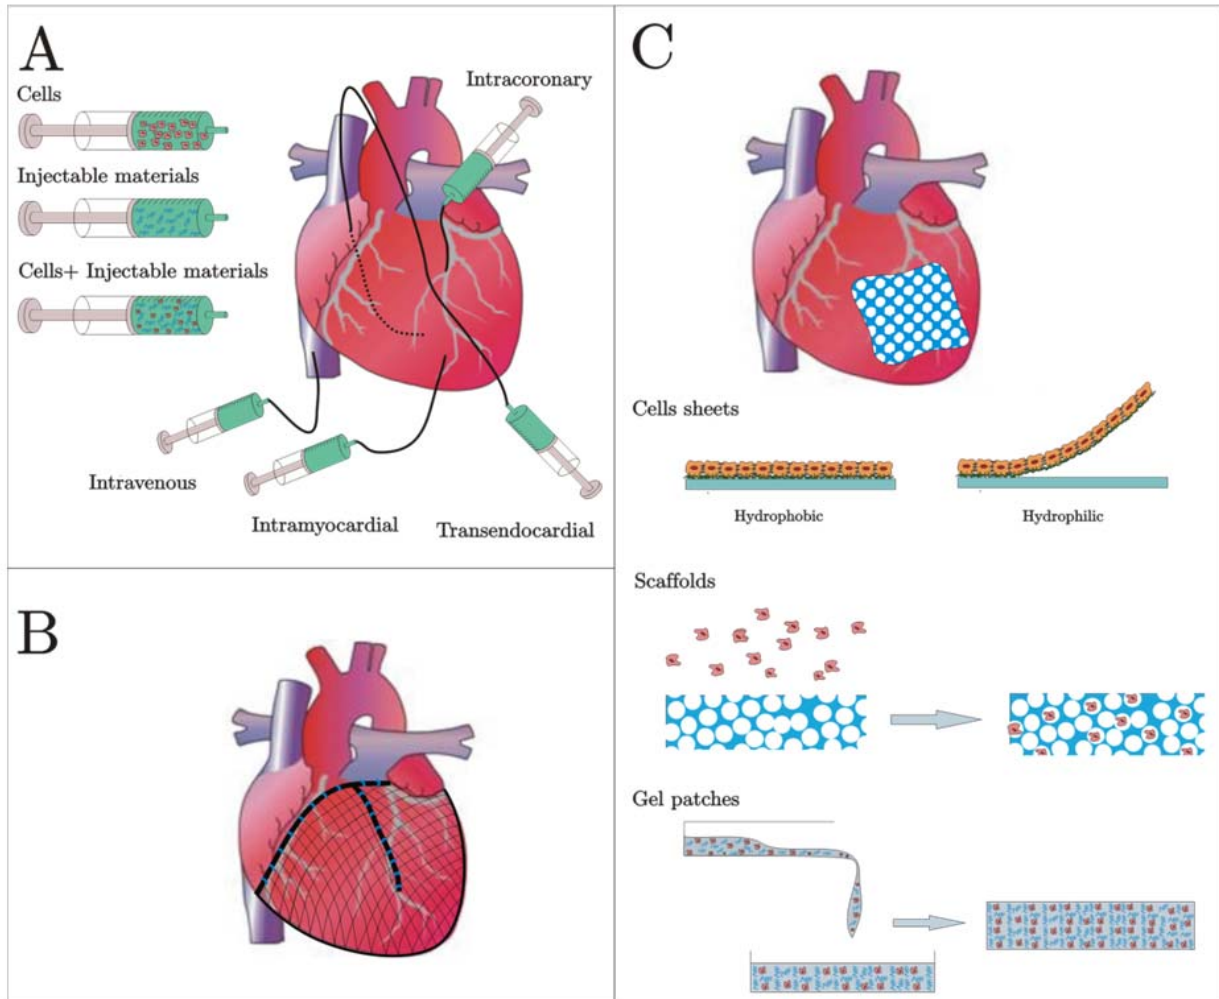 A
Cells
Injectable materials
Cells+ Injectable materials
Intracoronary
Intravenous
Intramyocardial
Transendocardial
B
C
Cells sheets
Hydrophobic
Hydrophilic
Scaffolds
Gel patches